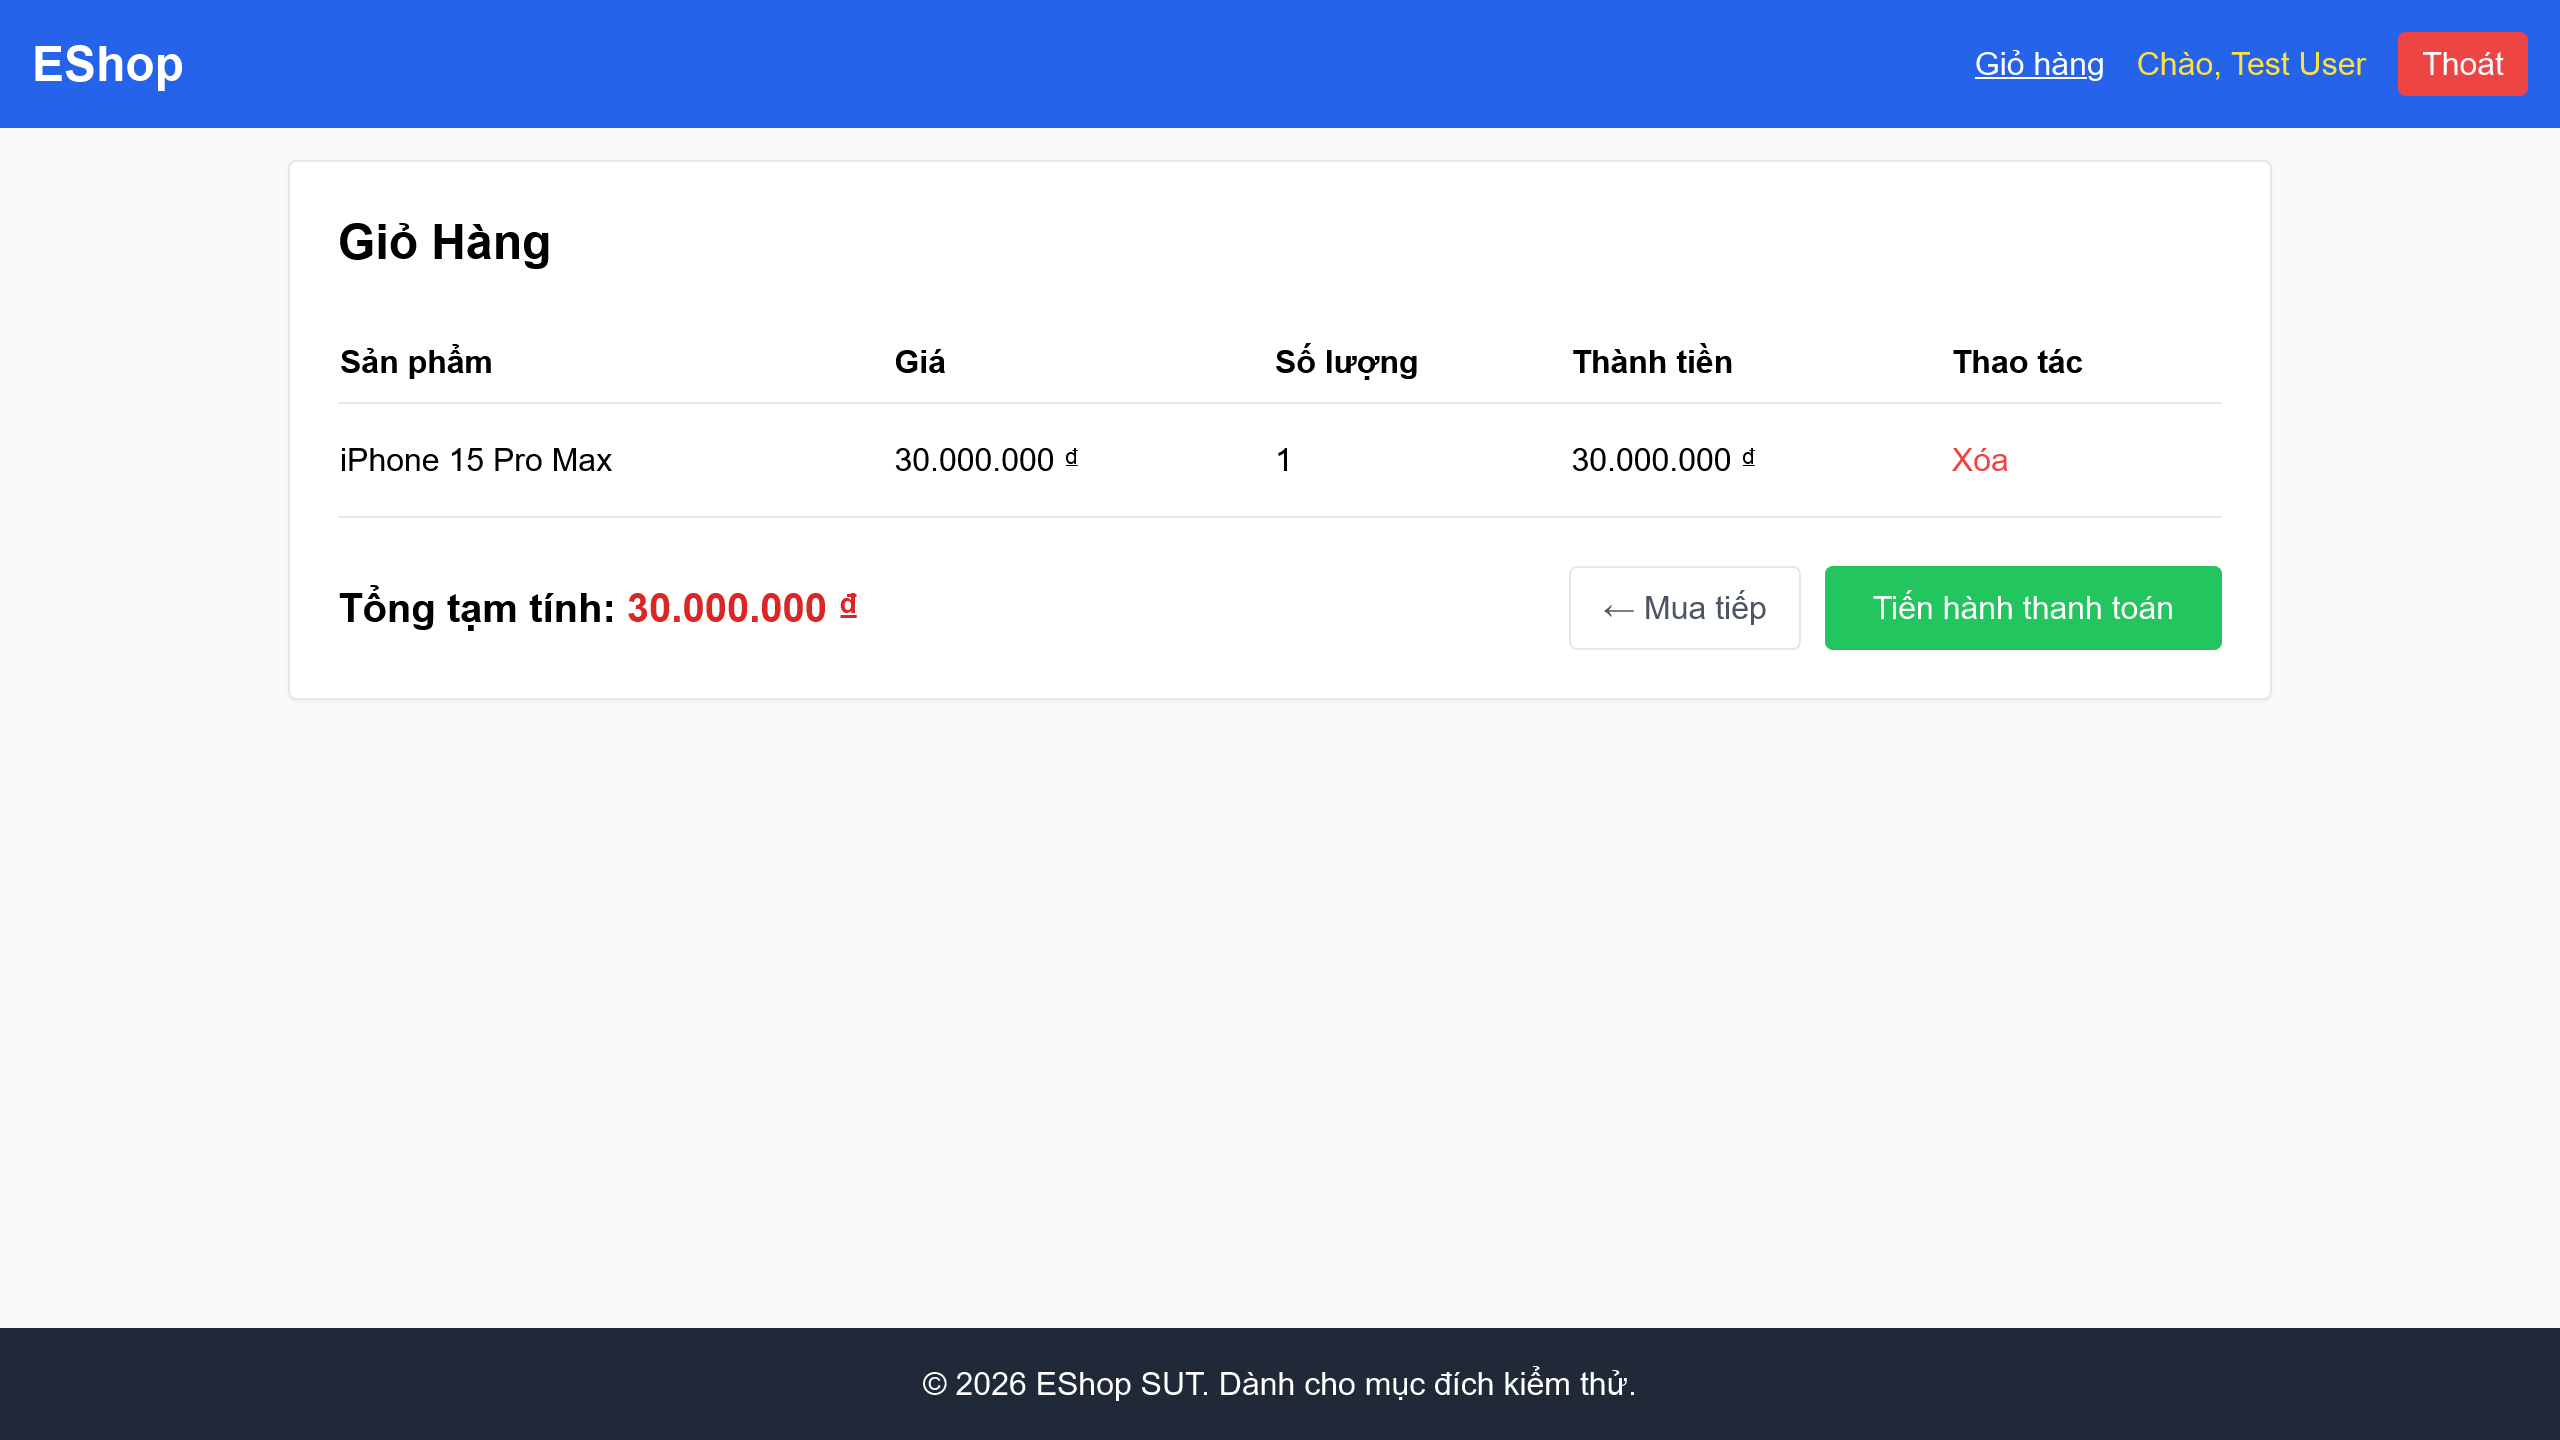 EShop
Giỏ hàng Chào, Test User Thoát
Giỏ Hàng
Sản phẩm Giá Số lượng Thành tiền Thao tác
iPhone 15 Pro Max 30.000.000 ₫ 1 30.000.000 ₫ Xóa
Tổng tạm tính: 30.000.000 ₫
← Mua tiếp
Tiến hành thanh toán
© 2026 EShop SUT. Dành cho mục đích kiểm thử.